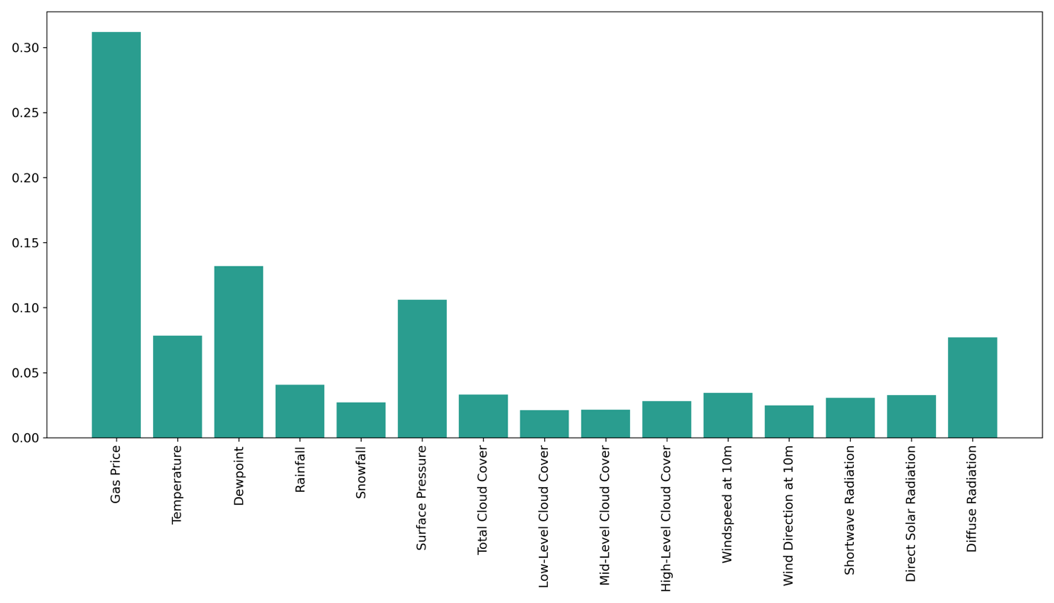 0.30
0.25
0.20
0.15
0.10
0.05
0.00
Gas Price
Temperature
Dewpoint
Rainfall
Snowfall
Surface Pressure
Total Cloud Cover
Low-Level Cloud Cover
Mid-Level Cloud Cover
High-Level Cloud Cover
Windspeed at 10m
Wind Direction at 10m
Shortwave Radiation
Direct Solar Radiation
Diffuse Radiation